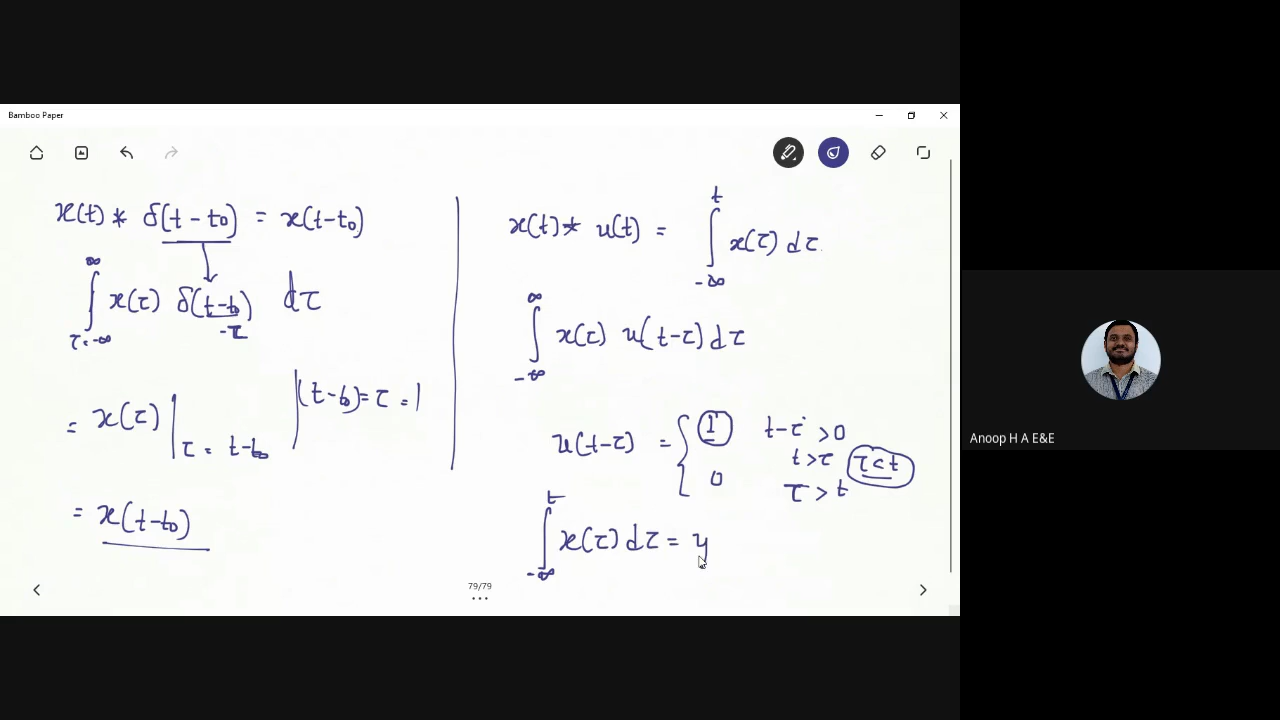 Bamboo Paper
x(t) * δ(t - t0) = x(t-t0)
∞
∫ x(τ) δ(t-t0) dτ
τ=-∞
-τ
= x(τ) | τ = t-t0
(t-t0) = τ = 1
= x(t-t0)
x(t) * u(t) = ∫ x(τ) dτ
t
-∞
∞
∫ x(τ) u(t-τ) dτ
-∞
u(t-τ) = { 1 t-τ > 0
t > τ τ < t
0 τ > t
t
∫ x(τ) dτ = y
-∞
79/79
Anoop H A E&E